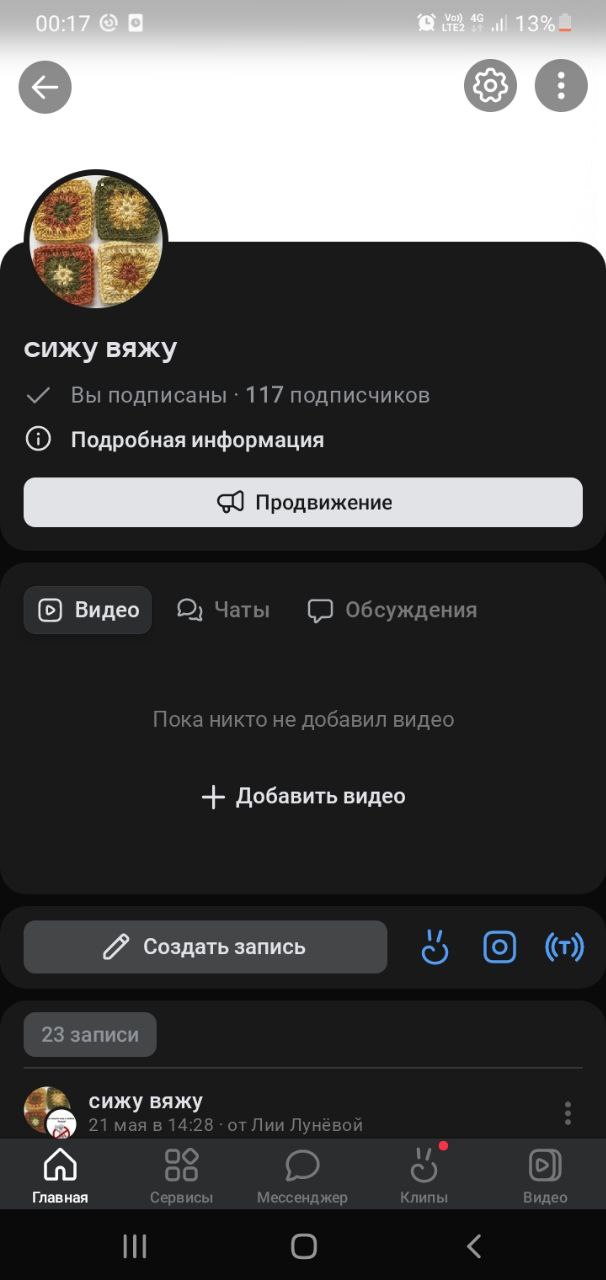 00:17 Vo)) LTE2 4G 13%
сижу вяжу
Вы подписаны · 117 подписчиков
Подробная информация
Продвижение
Видео Чаты Обсуждения
Пока никто не добавил видео
Добавить видео
Создать запись
23 записи
сижу вяжу
21 мая в 14:28 · от Лии Лунёвой
Главная Сервисы Мессенджер Клипы Видео